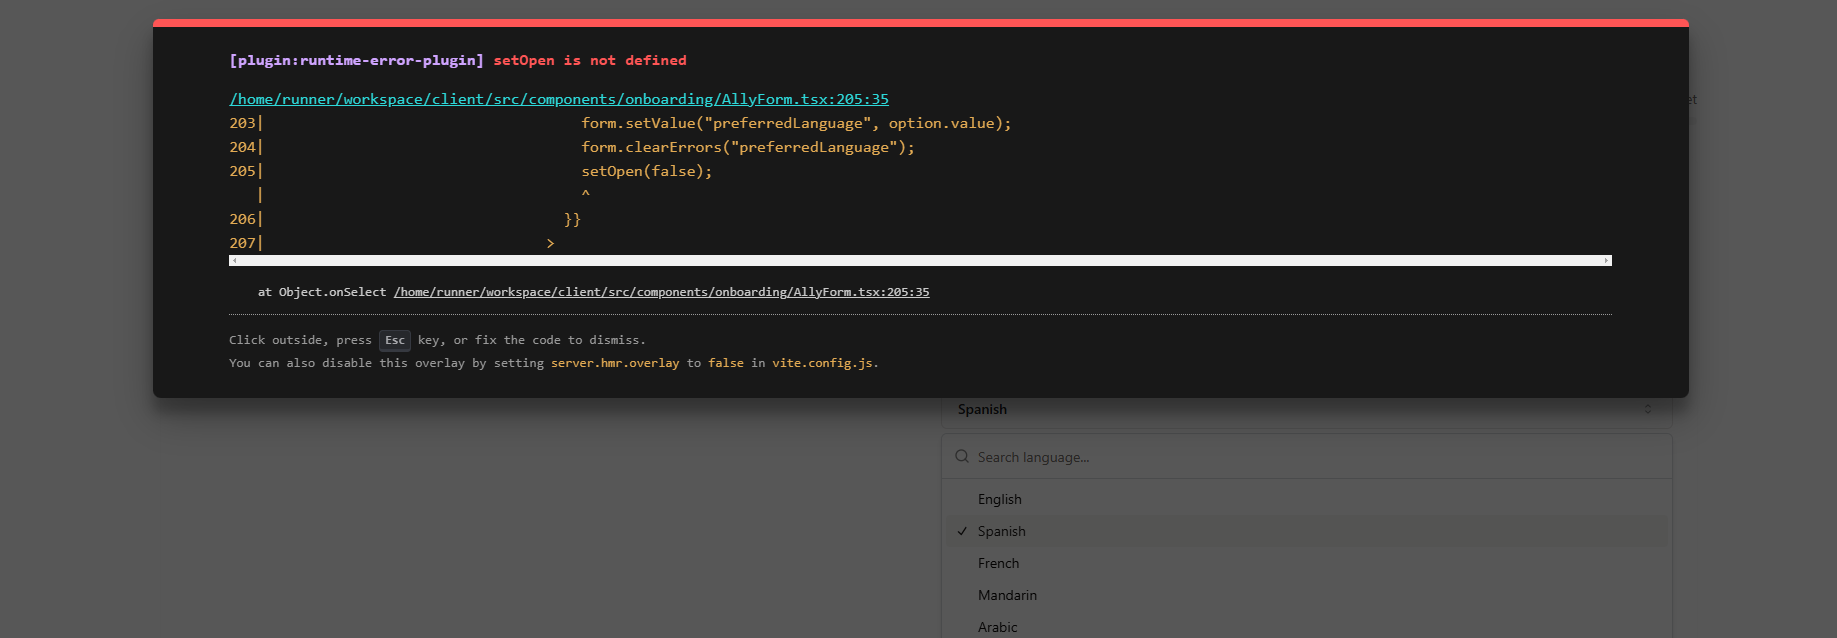 [plugin:runtime-error-plugin] setOpen is not defined
/home/runner/workspace/client/src/components/onboarding/AllyForm.tsx:205:35
203|                                    form.setValue("preferredLanguage", option.value);
204|                                    form.clearErrors("preferredLanguage");
205|                                    setOpen(false);
   |                                    ^
206|                                  }}
207|                                >
at Object.onSelect /home/runner/workspace/client/src/components/onboarding/AllyForm.tsx:205:35
Click outside, press Esc key, or fix the code to dismiss.
You can also disable this overlay by setting server.hmr.overlay to false in vite.config.js.
Spanish
Search language...
English
Spanish
French
Mandarin
Arabic